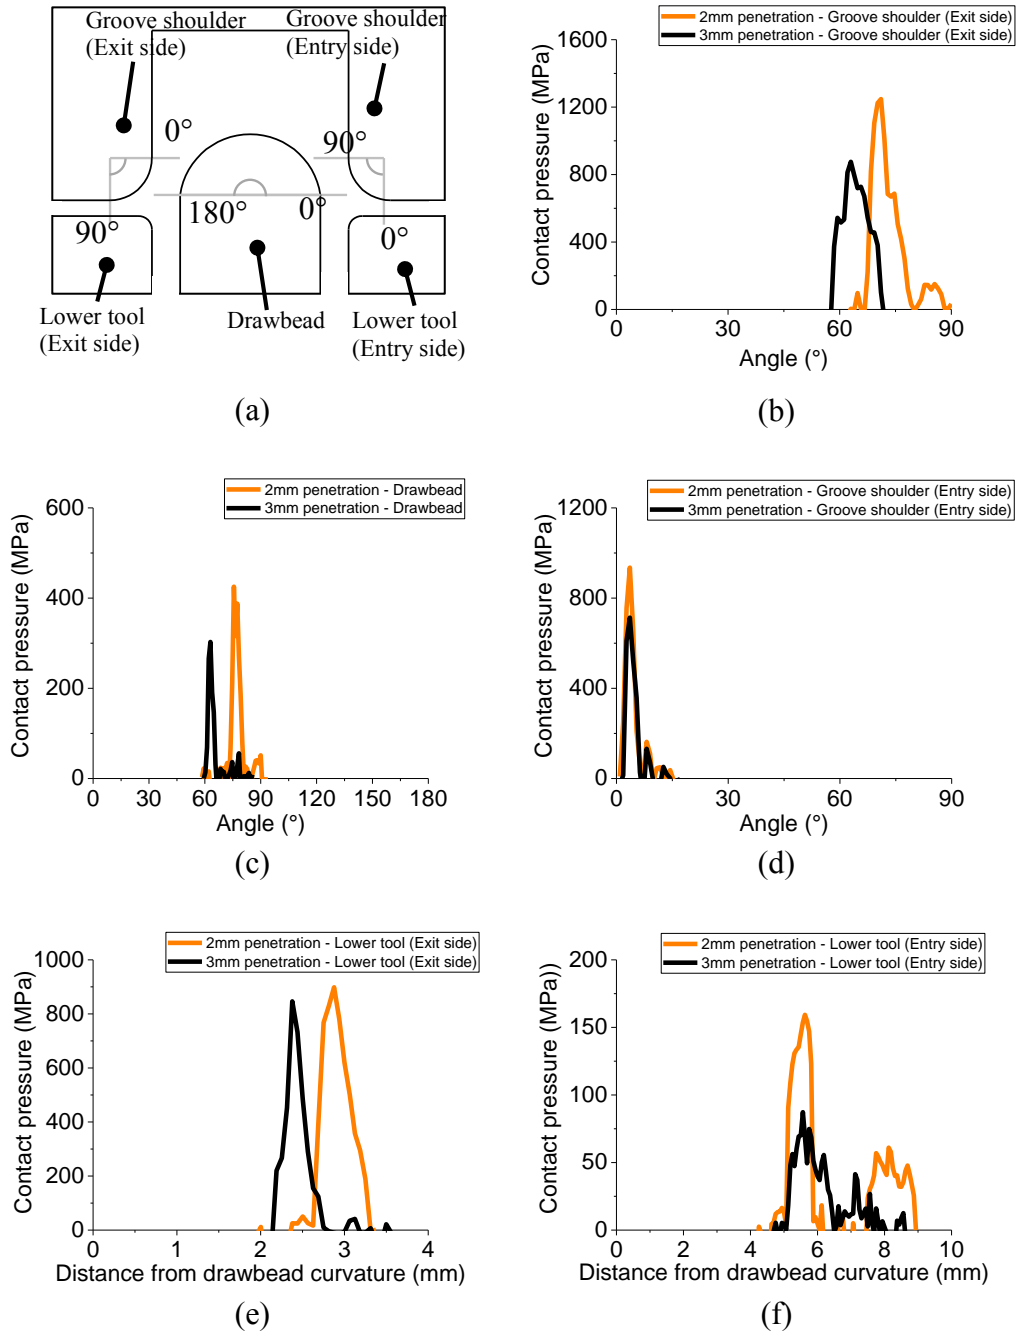 Groove shoulder
(Exit side)
Groove shoulder
(Entry side)
0°
90°
180°
0°
90°
0°
Lower tool
(Exit side)
Drawbead
Lower tool
(Entry side)
(a)
2mm penetration - Groove shoulder (Exit side)
3mm penetration - Groove shoulder (Exit side)
Contact pressure (MPa)
1600
1200
800
400
0
0 30 60 90
Angle (°)
(b)
2mm penetration - Drawbead
3mm penetration - Drawbead
Contact pressure (MPa)
600
400
200
0
0 30 60 90 120 150 180
Angle (°)
(c)
2mm penetration - Groove shoulder (Entry side)
3mm penetration - Groove shoulder (Entry side)
Contact pressure (MPa)
1200
800
400
0
0 30 60 90
Angle (°)
(d)
2mm penetration - Lower tool (Exit side)
3mm penetration - Lower tool (Exit side)
Contact pressure (MPa)
1000
800
600
400
200
0
0 1 2 3 4
Distance from drawbead curvature (mm)
(e)
2mm penetration - Lower tool (Entry side)
3mm penetration - Lower tool (Entry side)
Contact pressure (MPa))
200
150
100
50
0
0 2 4 6 8 10
Distance from drawbead curvature (mm)
(f)